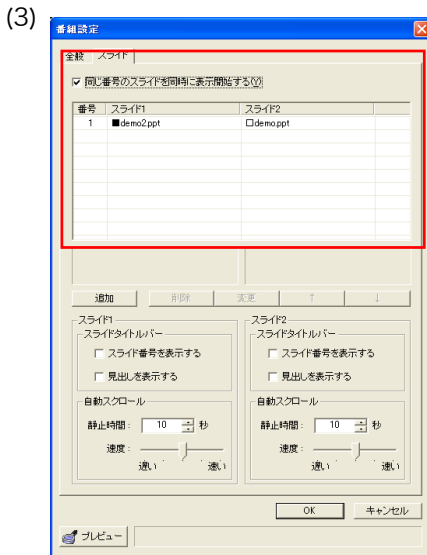 (3)
番組設定
全般 スライド
同じ番号のスライドを同時に表示開始する(Y)
番号 スライド1 スライド2
1 ■demo2.ppt □demo.ppt
追加 削除 変更 ↑ ↓
スライド1 スライド2
スライドタイトルバー スライドタイトルバー
スライド番号を表示する スライド番号を表示する
見出しを表示する 見出しを表示する
自動スクロール 自動スクロール
静止時間： 10 秒 静止時間： 10 秒
速度： 速度：
遅い 速い 遅い 速い
OK キャンセル
プレビュー